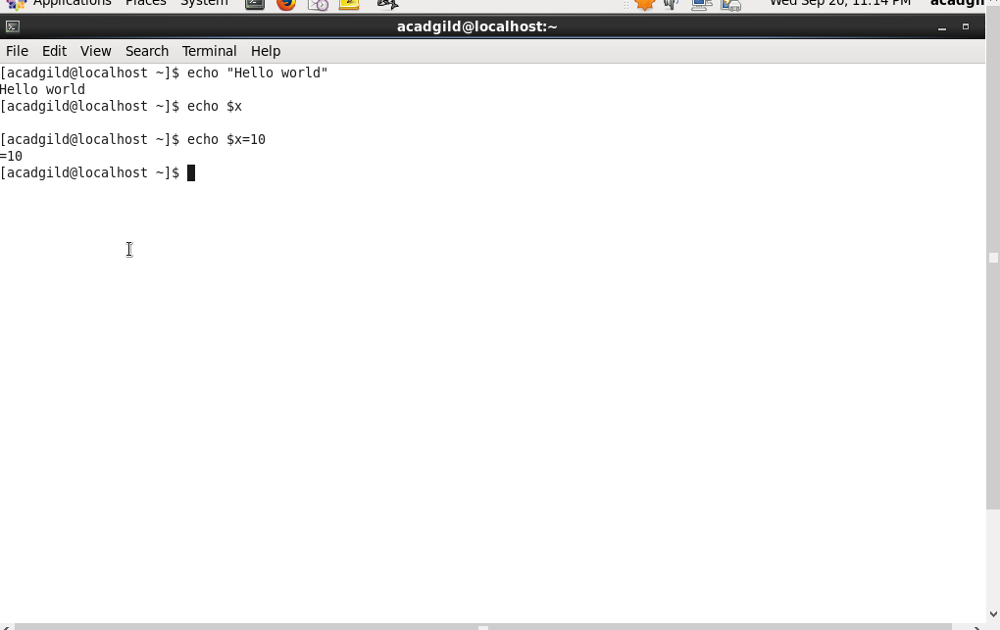 Applications Places System Wed Sep 20, 11:14 PM acadgil
acadgild@localhost:~
File Edit View Search Terminal Help
[acadgild@localhost ~]$ echo "Hello world"
Hello world
[acadgild@localhost ~]$ echo $x
[acadgild@localhost ~]$ echo $x=10
=10
[acadgild@localhost ~]$